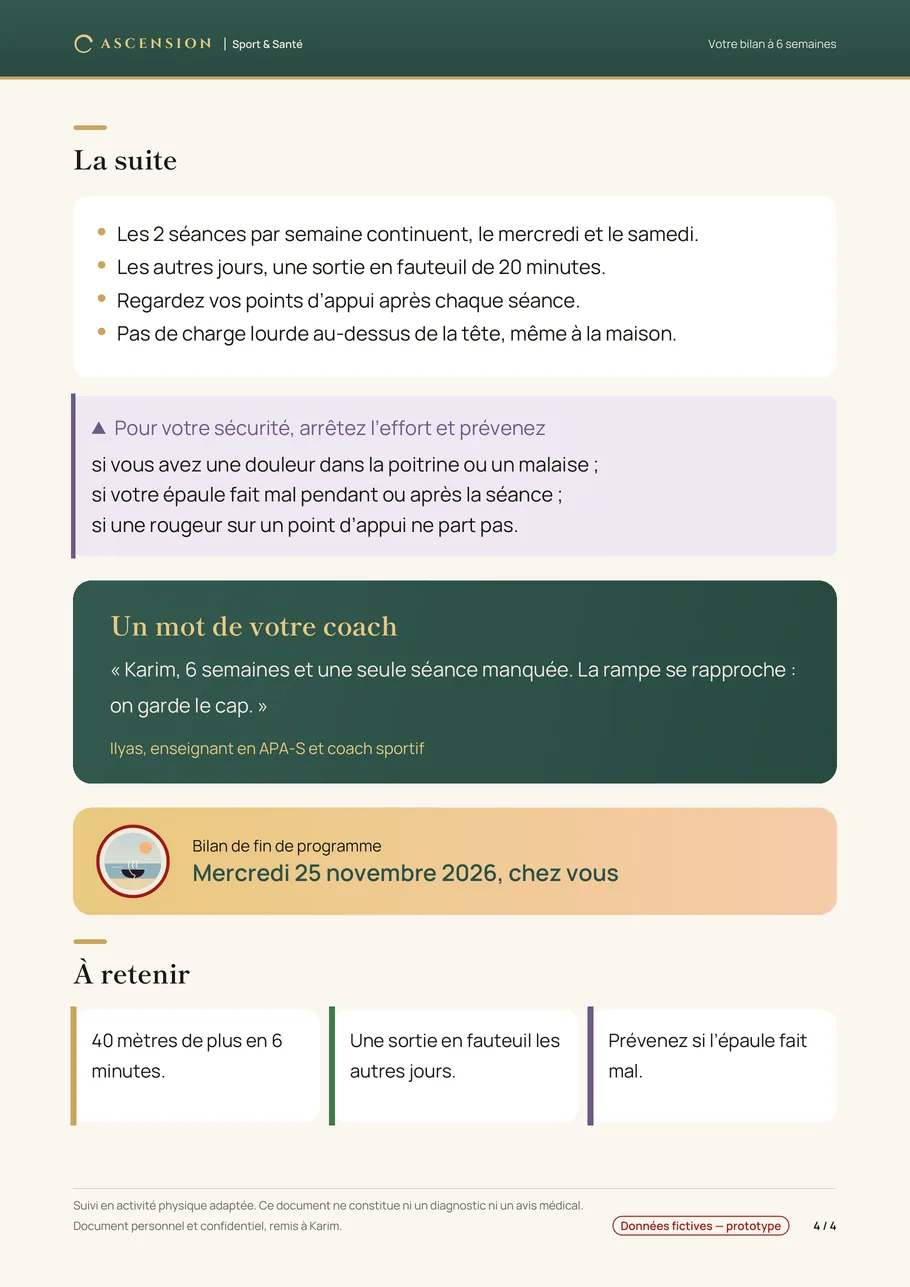 ASCENSION | Sport & Santé
Votre bilan à 6 semaines
La suite
Les 2 séances par semaine continuent, le mercredi et le samedi.
Les autres jours, une sortie en fauteuil de 20 minutes.
Regardez vos points d’appui après chaque séance.
Pas de charge lourde au-dessus de la tête, même à la maison.
▲ Pour votre sécurité, arrêtez l’effort et prévenez
si vous avez une douleur dans la poitrine ou un malaise ;
si votre épaule fait mal pendant ou après la séance ;
si une rougeur sur un point d’appui ne part pas.
Un mot de votre coach
« Karim, 6 semaines et une seule séance manquée. La rampe se rapproche :
on garde le cap. »
Ilyas, enseignant en APA-S et coach sportif
Bilan de fin de programme
Mercredi 25 novembre 2026, chez vous
À retenir
40 mètres de plus en 6
minutes.
Une sortie en fauteuil les
autres jours.
Prévenez si l’épaule fait
mal.
Suivi en activité physique adaptée. Ce document ne constitue ni un diagnostic ni un avis médical.
Document personnel et confidentiel, remis à Karim.
Données fictives — prototype
4 / 4